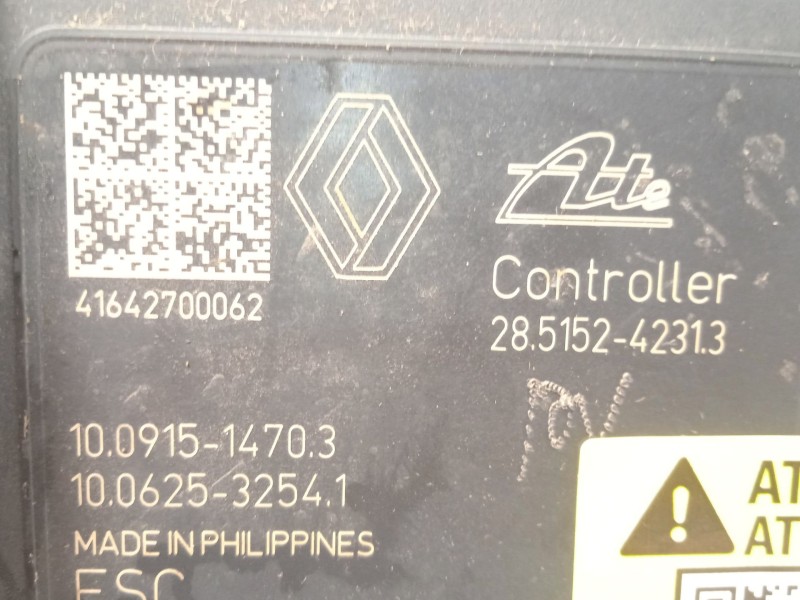 Ate
Controller
28.5152-4231.3
41642700062
10.0915-1470.3
10.0625-3254.1
MADE IN PHILIPPINES
ESC
AT
AT